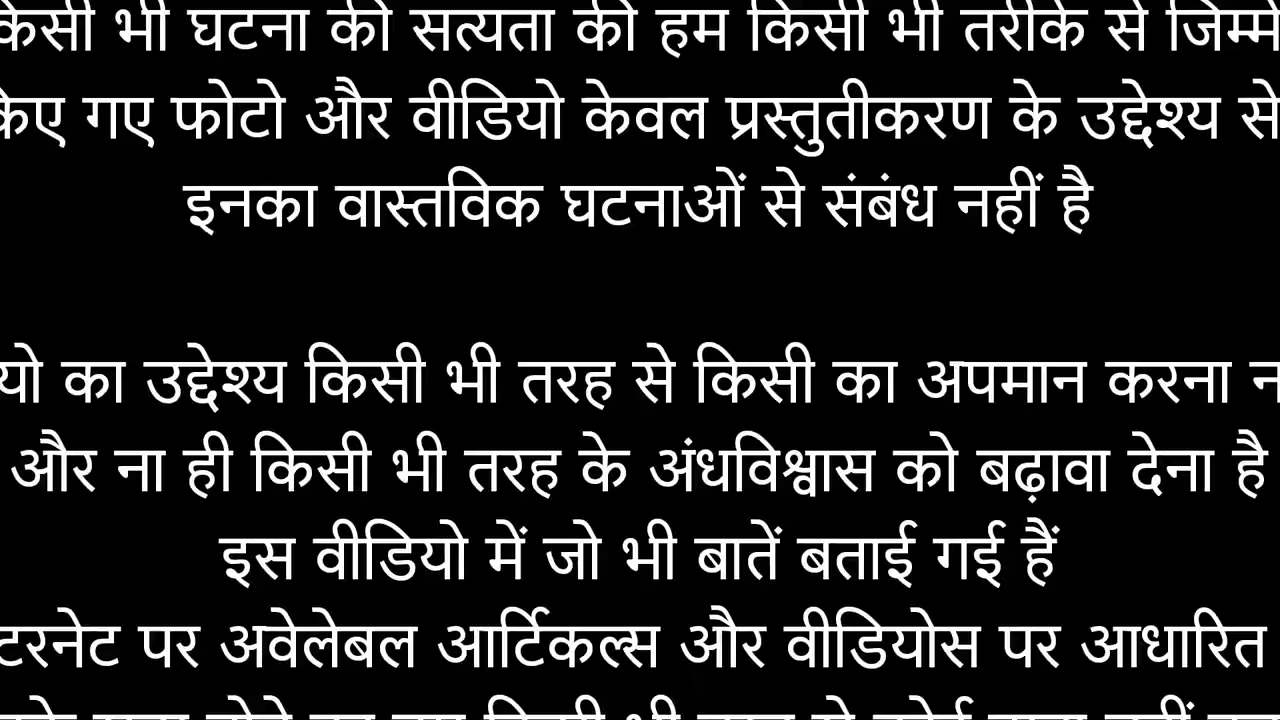 किसी भी घटना की सत्यता की हम किसी भी तरीके से
किए गए फोटो और वीडियो केवल प्रस्तुतीकरण के उद्देश्य से
इनका वास्तविक घटनाओं से संबंध नहीं है
का उद्देश्य किसी भी तरह से किसी का अपमान करना
और ना ही किसी भी तरह के अंधविश्वास को बढ़ावा देना है
इस वीडियो में जो भी बातें बताई गई हैं
पर अवेलेबल आर्टिकल्स और वीडियोस पर आधारित